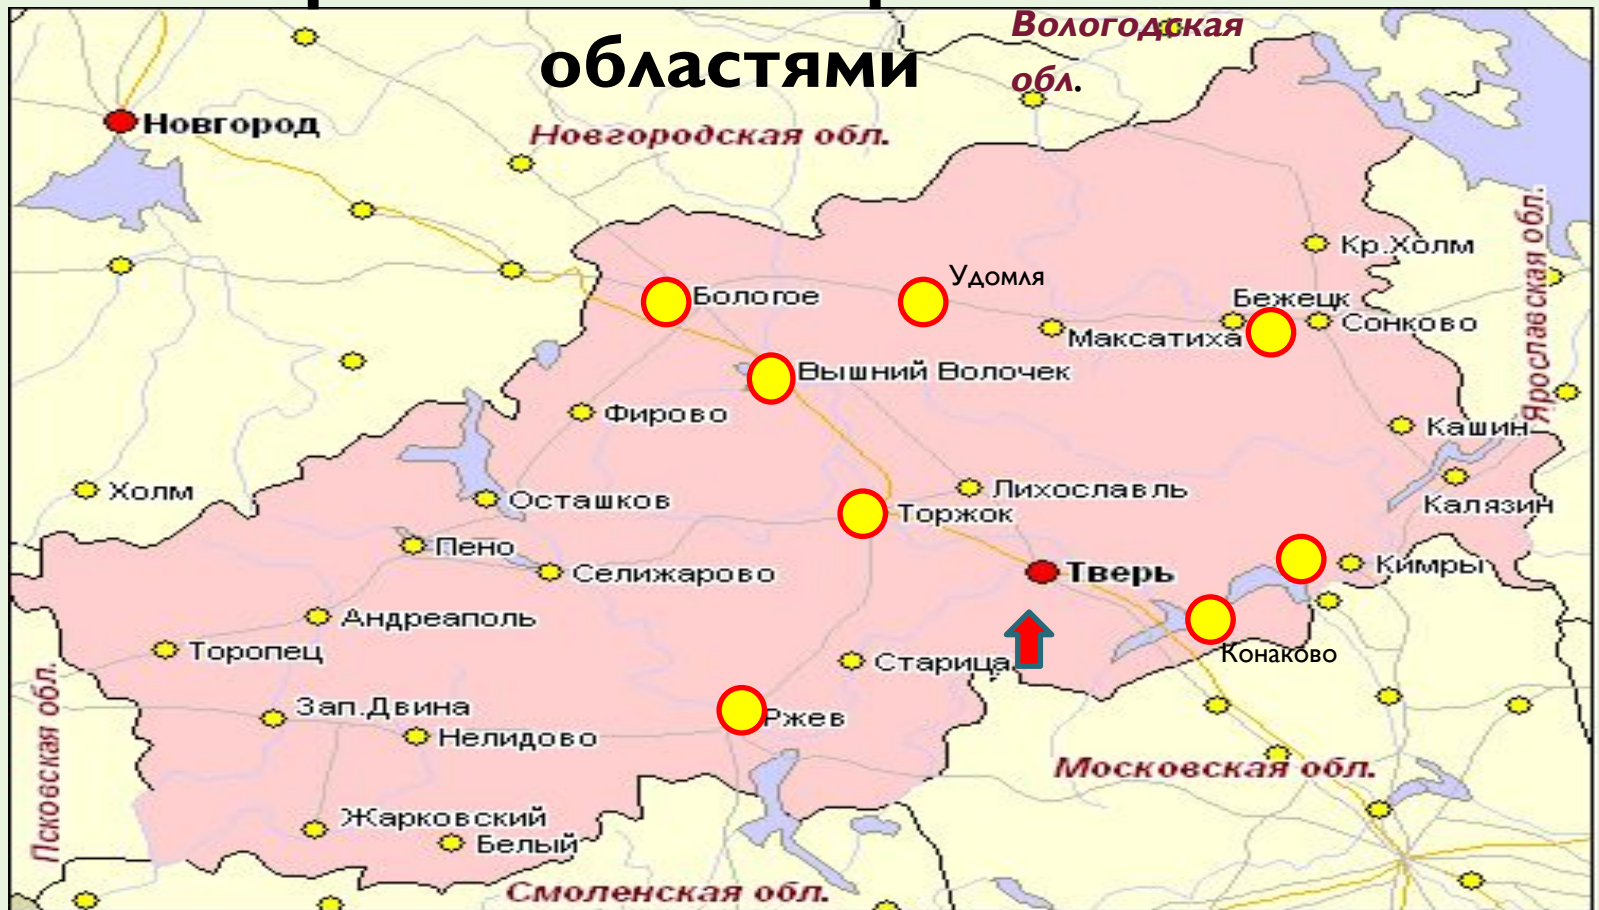 Вологодская
областями
обл.
Новгород
Новгородская обл.
Ярославская обл.
Кр.Холм
Удомля
Бологое
Бежецк
Сонково
Максатиха
Вышний Волочек
Фирово
Кашин
Холм
Осташков
Лихославль
Калязин
Торжок
Пено
Селижарово
Тверь
Кимры
Андреаполь
Торопец
Старица
Конаково
Псковская обл.
Зап.Двина
Ржев
Нелидово
Московская обл.
Жарковский
Белый
Смоленская обл.